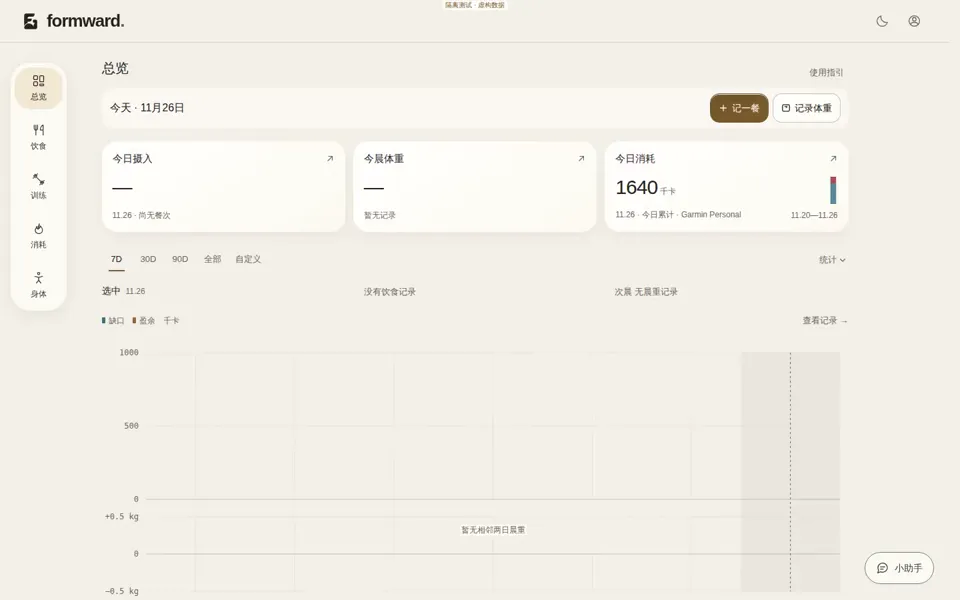 隔离测试 · 虚构数据
formward.
总览
饮食
训练
消耗
身体
总览
使用指引
今天 · 11月26日
+ 记一餐
记录体重
今日摄入
—
11.26 · 尚无餐次
今晨体重
—
暂无记录
今日消耗
1640 千卡
11.26 · 今日累计 · Garmin Personal
11.20—11.26
7D 30D 90D 全部 自定义
统计
选中 11.26
没有饮食记录
次晨 无晨重记录
缺口 盈余 千卡
查看记录 →
1000
500
0
+0.5 kg
暂无相邻两日晨重
0
−0.5 kg
小助手